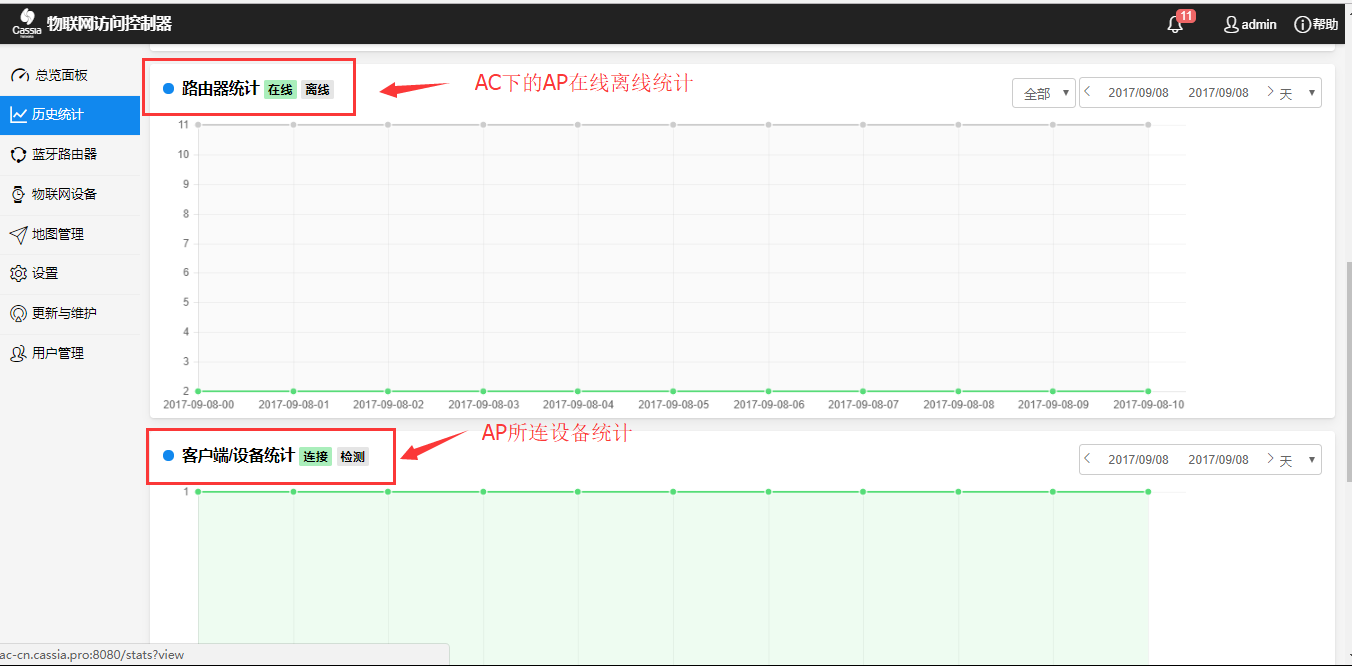 Cassia
Networks
物联网访问控制器
11
admin
帮助
总览面板
历史统计
蓝牙路由器
物联网设备
地图管理
设置
更新与维护
用户管理
路由器统计 在线 离线
AC下的AP在线离线统计
全部 2017/09/08 2017/09/08 天
11
10
9
8
7
6
5
4
3
2
2017-09-08-00 2017-09-08-01 2017-09-08-02 2017-09-08-03 2017-09-08-04 2017-09-08-05 2017-09-08-06 2017-09-08-07 2017-09-08-08 2017-09-08-09 2017-09-08-10
客户端/设备统计 连接 检测
AP所连设备统计
2017/09/08 2017/09/08 天
1
ac-cn.cassia.pro:8080/stats?view